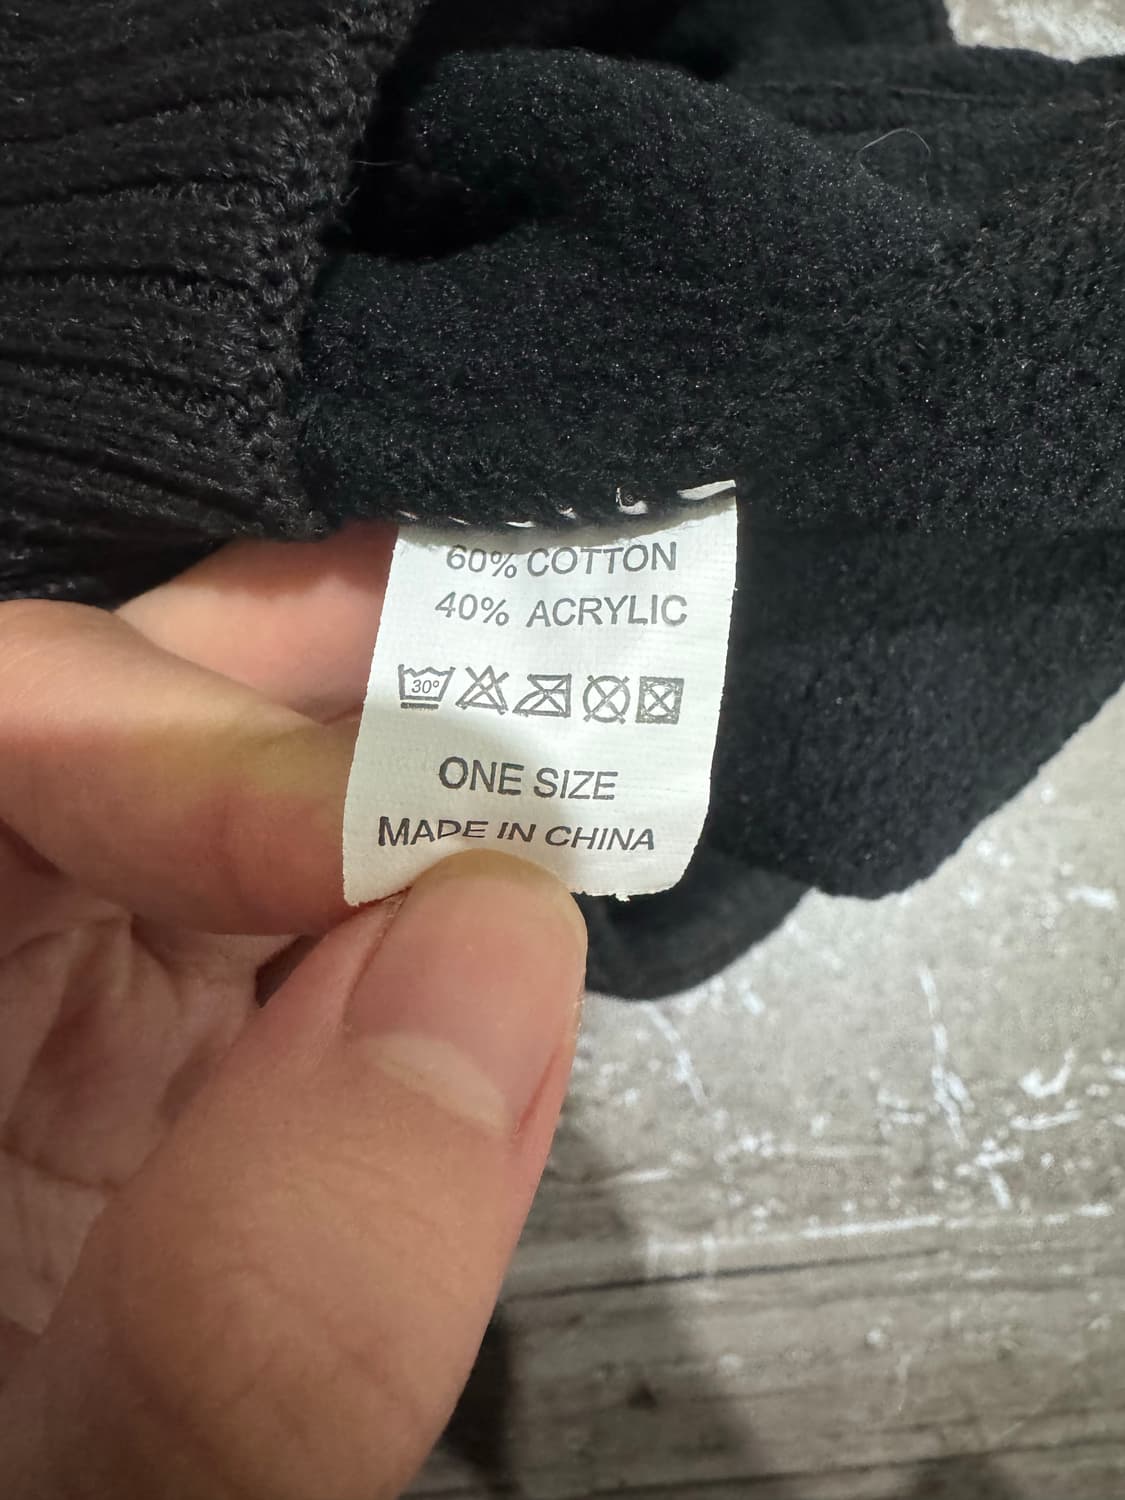 60% COTTON
40% ACRYLIC
30°
ONE SIZE
MADE IN CHINA